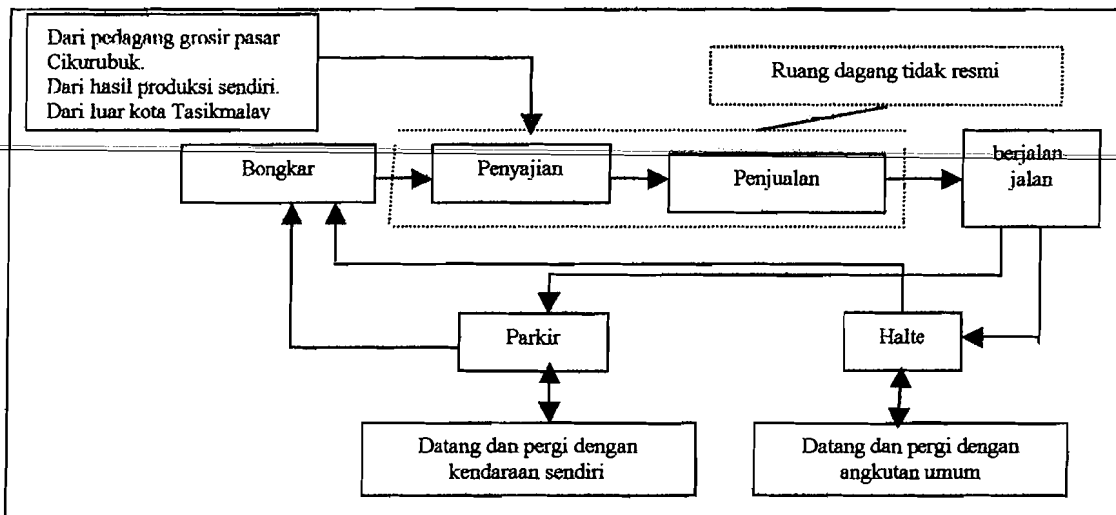 Dari pedagang grosir pasar
Cikurubuk.
Dari hasil produksi sendiri.
Dari luar kota Tasikmalay
Ruang dagang tidak resmi
Bongkar
Penyajian
Penjualan
berjalan
jalan
Parkir
Halte
Datang dan pergi dengan
kendaraan sendiri
Datang dan pergi dengan
angkutan umum